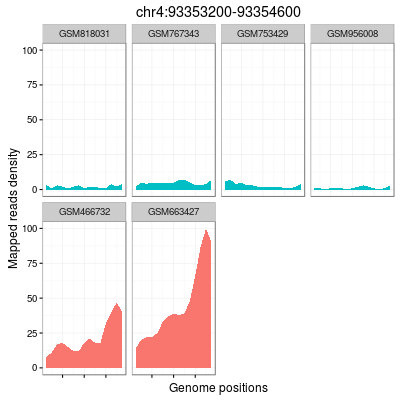 chr4:93353200-93354600
GSM818031 GSM767343 GSM753429 GSM956008
100
75
50
25
0
GSM466732 GSM663427
100
75
50
25
0
Mapped reads density
Genome positions